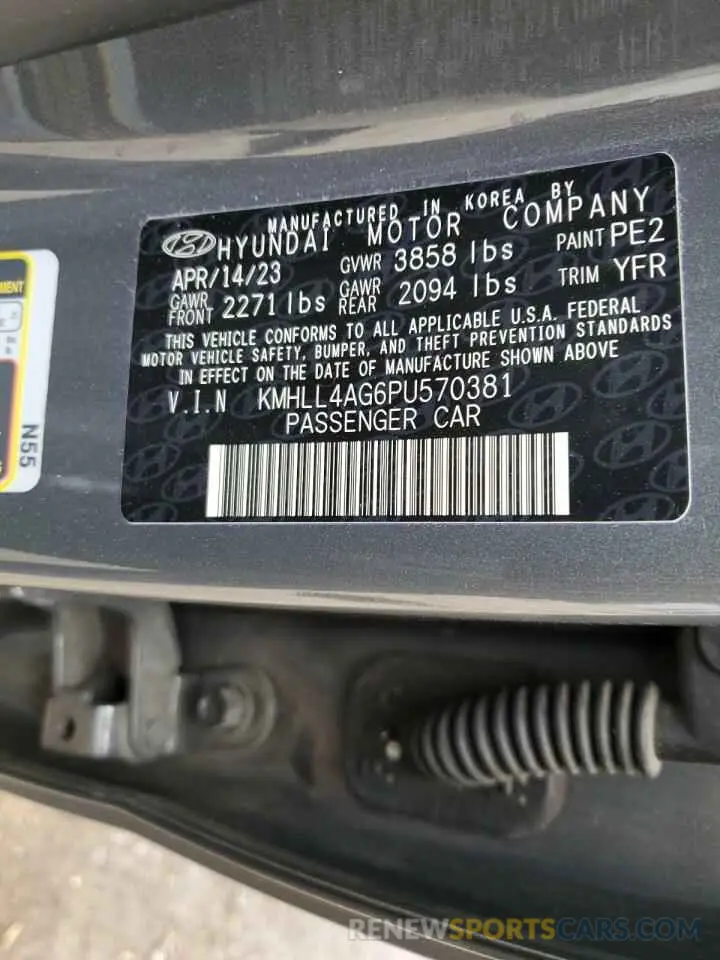 MANUFACTURED IN KOREA BY
HYUNDAI MOTOR COMPANY
APR/14/23 GVWR 3858 lbs PAINT PE2
GAWR FRONT 2271 lbs GAWR REAR 2094 lbs TRIM YFR
THIS VEHICLE CONFORMS TO ALL APPLICABLE U.S.A. FEDERAL
MOTOR VEHICLE SAFETY, BUMPER, AND THEFT PREVENTION STANDARDS
IN EFFECT ON THE DATE OF MANUFACTURE SHOWN ABOVE
V.I.N KMHLL4AG6PU570381
PASSENGER CAR
N55
RENEWSPORTSCARS.COM